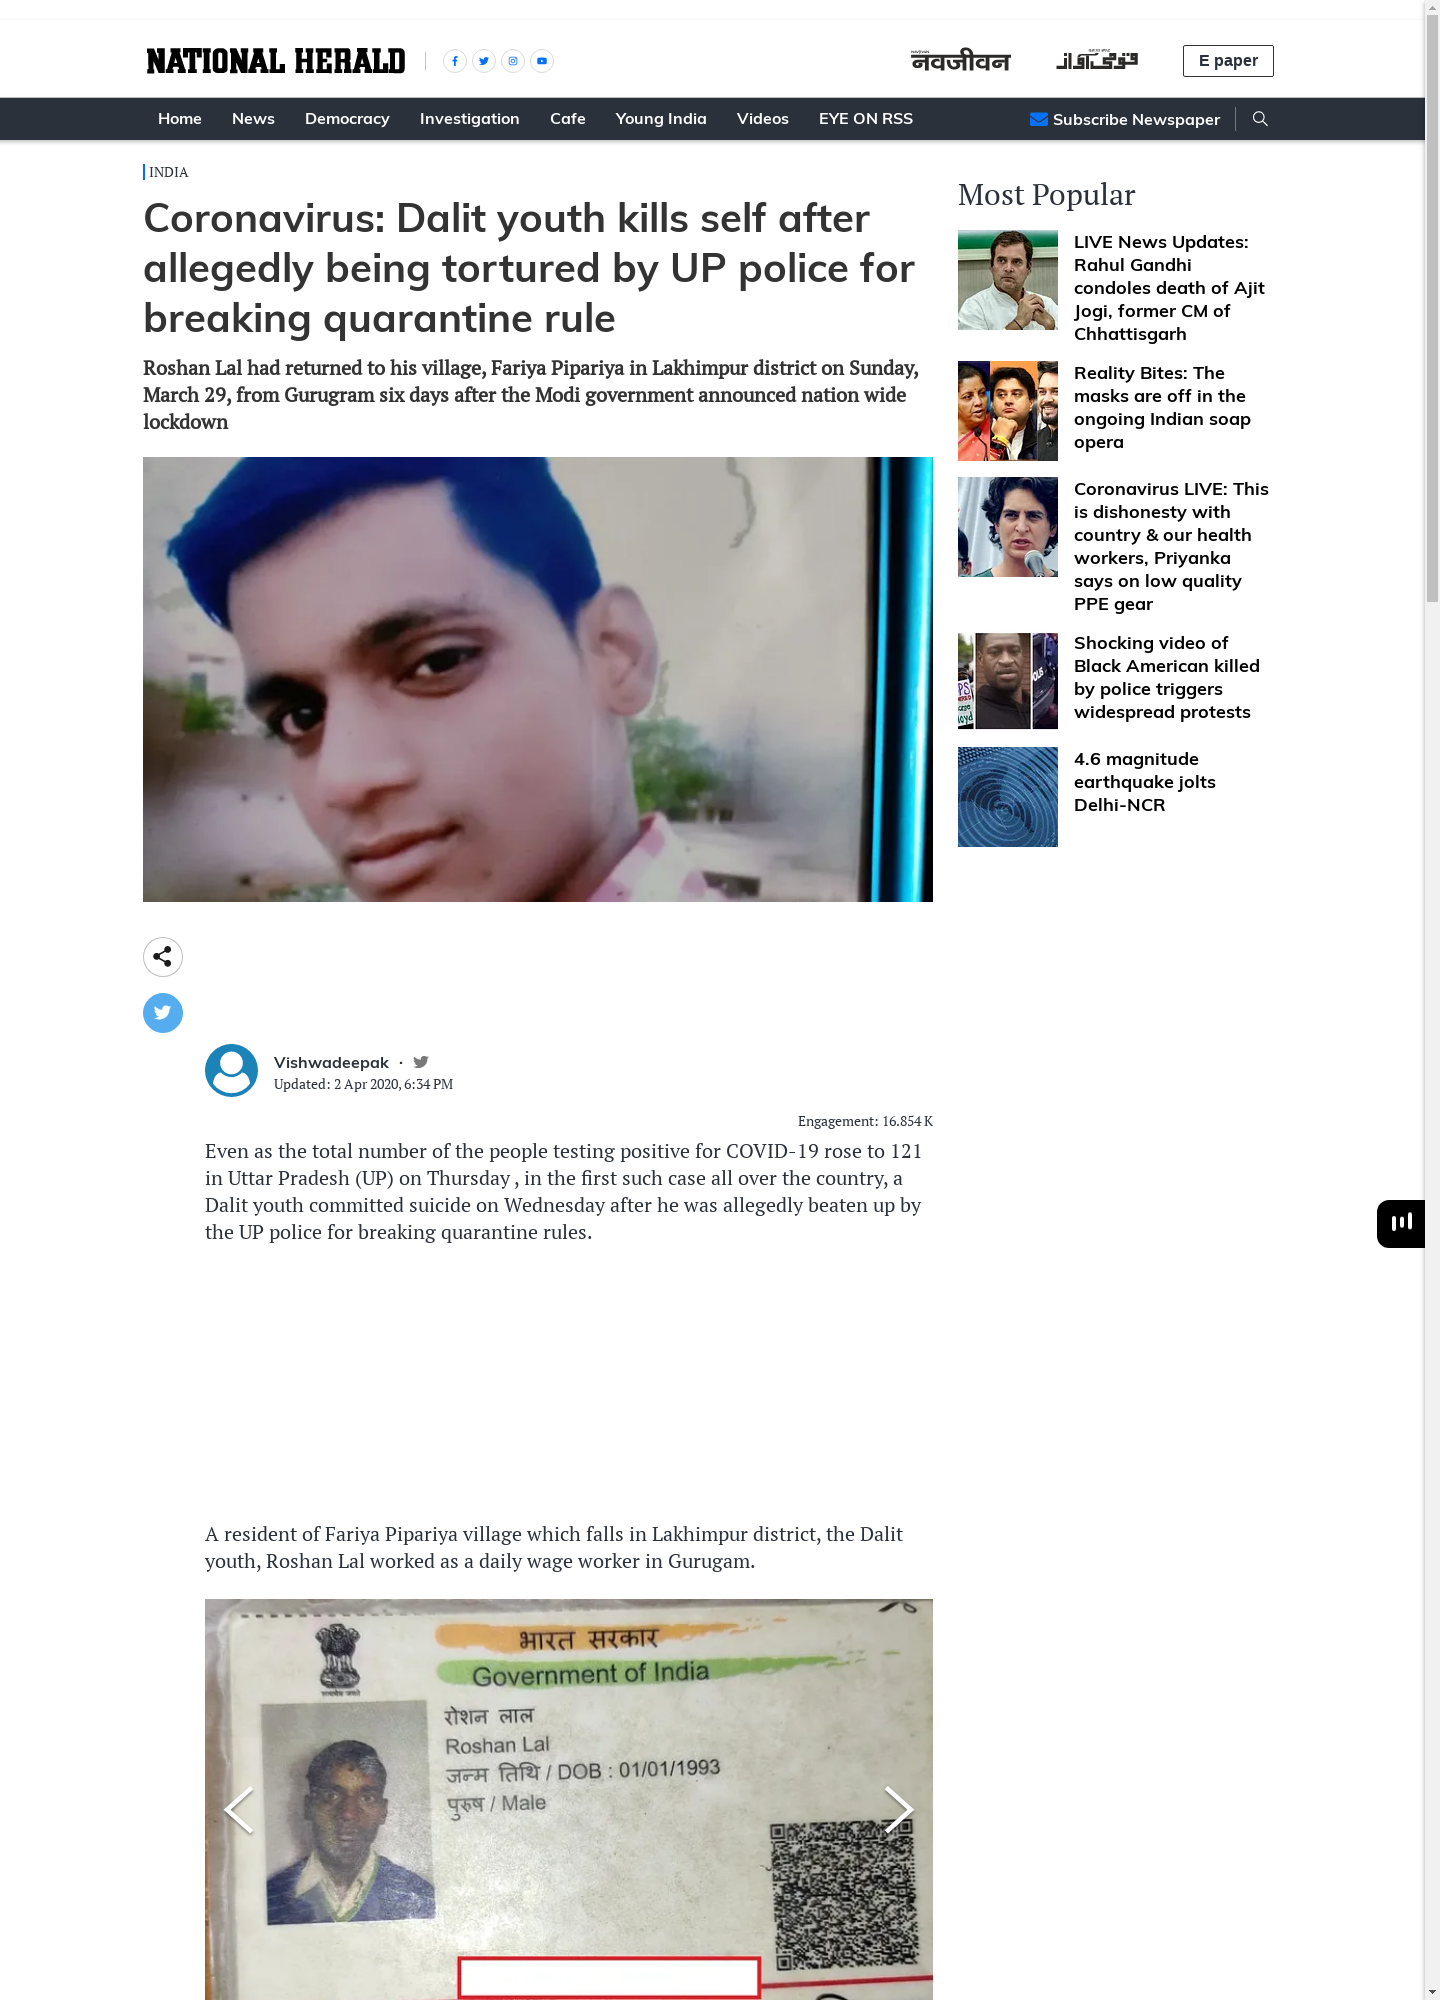 NATIONAL HERALD
NAVJIVAN
नवजीवन
قومی آواز
E paper
Home News Democracy Investigation Cafe Young India Videos EYE ON RSS
Subscribe Newspaper
INDIA
Coronavirus: Dalit youth kills self after
allegedly being tortured by UP police for
breaking quarantine rule
Roshan Lal had returned to his village, Fariya Pipariya in Lakhimpur district on Sunday,
March 29, from Gurugram six days after the Modi government announced nation wide
lockdown
Vishwadeepak ·
Updated: 2 Apr 2020, 6:34 PM
Engagement: 16.854 K
Even as the total number of the people testing positive for COVID-19 rose to 121
in Uttar Pradesh (UP) on Thursday , in the first such case all over the country, a
Dalit youth committed suicide on Wednesday after he was allegedly beaten up by
the UP police for breaking quarantine rules.
A resident of Fariya Pipariya village which falls in Lakhimpur district, the Dalit
youth, Roshan Lal worked as a daily wage worker in Gurugam.
भारत सरकार
Government of India
रोशन लाल
Roshan Lal
जन्म तिथि / DOB : 01/01/1993
पुरुष / Male
Most Popular
LIVE News Updates:
Rahul Gandhi
condoles death of Ajit
Jogi, former CM of
Chhattisgarh
Reality Bites: The
masks are off in the
ongoing Indian soap
opera
Coronavirus LIVE: This
is dishonesty with
country & our health
workers, Priyanka
says on low quality
PPE gear
Shocking video of
Black American killed
by police triggers
widespread protests
4.6 magnitude
earthquake jolts
Delhi-NCR